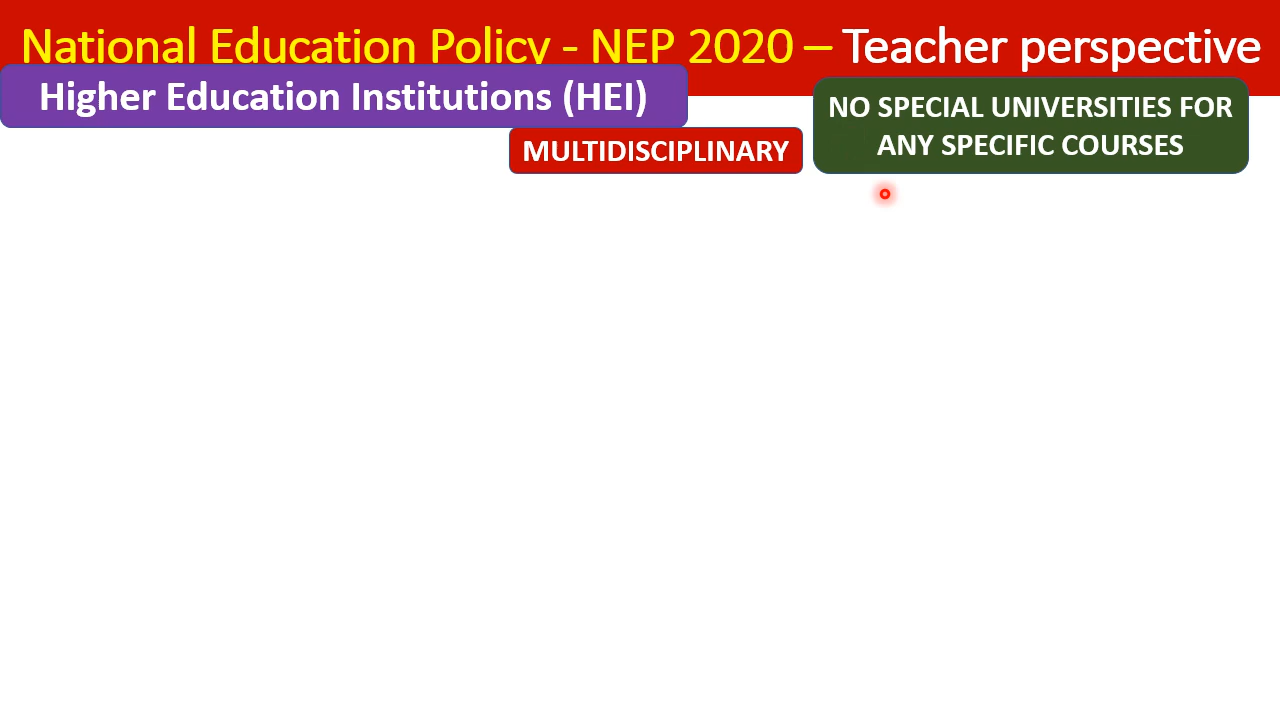 National Education Policy - NEP 2020 – Teacher perspective
Higher Education Institutions (HEI)
MULTIDISCIPLINARY
NO SPECIAL UNIVERSITIES FOR
ANY SPECIFIC COURSES